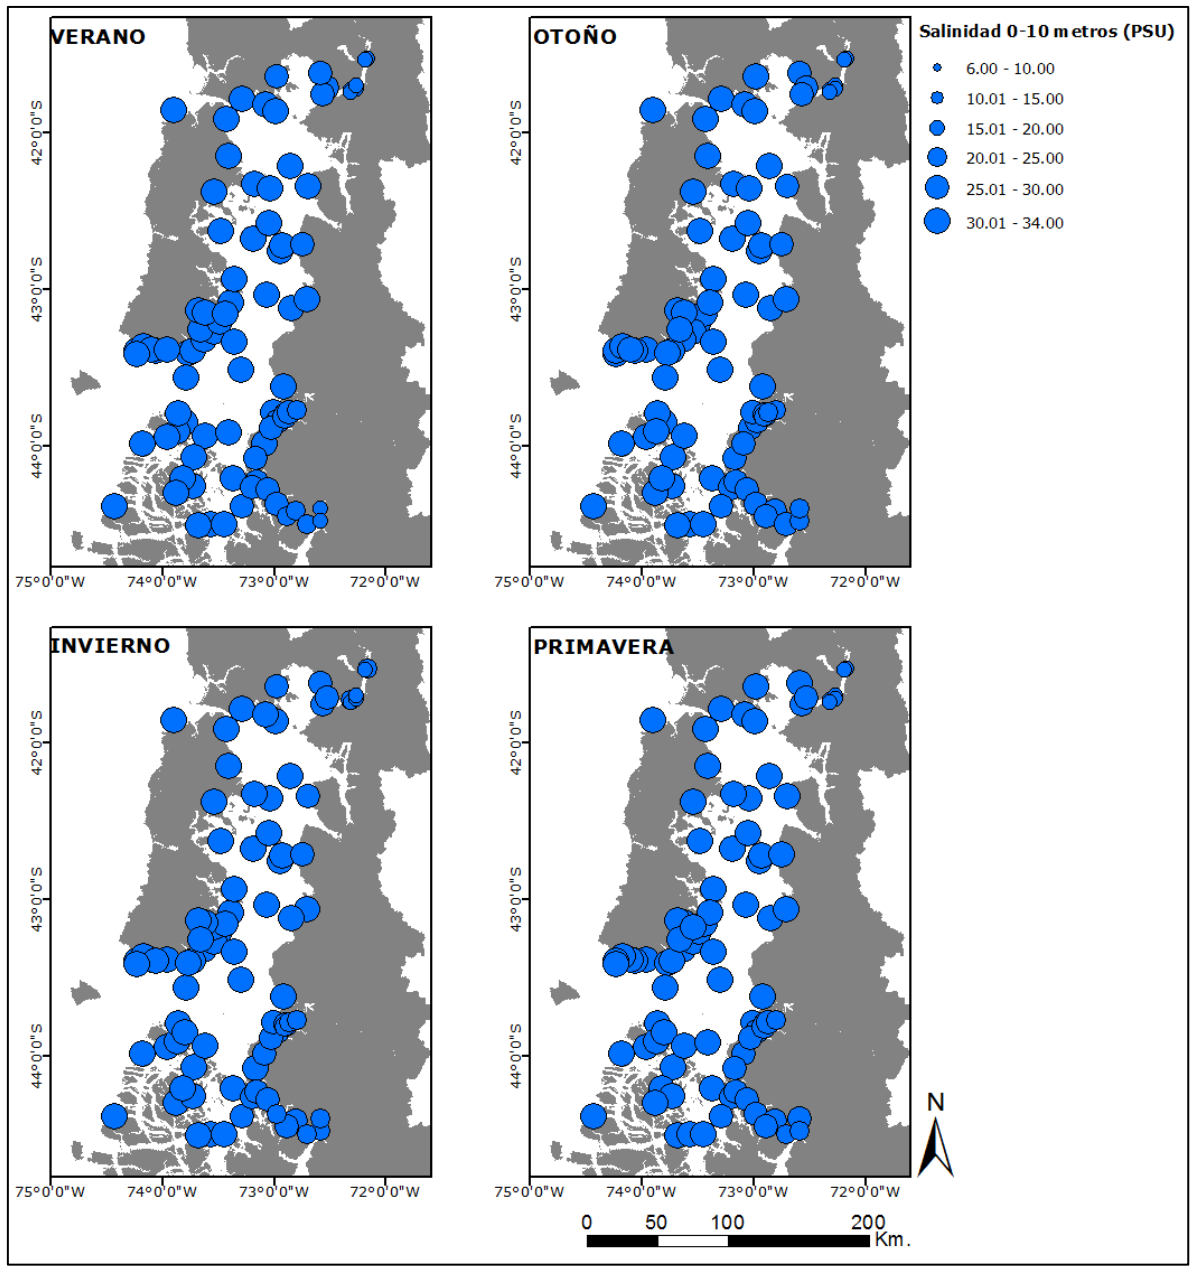 VERANO
OTOÑO
Salinidad 0-10 metros (PSU)
6.00 - 10.00
10.01 - 15.00
15.01 - 20.00
20.01 - 25.00
25.01 - 30.00
30.01 - 34.00
42°0'0"S
43°0'0"S
44°0'0"S
75°0'0"W 74°0'0"W 73°0'0"W 72°0'0"W
42°0'0"S
43°0'0"S
44°0'0"S
75°0'0"W 74°0'0"W 73°0'0"W 72°0'0"W
INVIERNO
PRIMAVERA
42°0'0"S
43°0'0"S
44°0'0"S
75°0'0"W 74°0'0"W 73°0'0"W 72°0'0"W
42°0'0"S
43°0'0"S
44°0'0"S
75°0'0"W 74°0'0"W 73°0'0"W 72°0'0"W
N
0 50 100 200
Km.